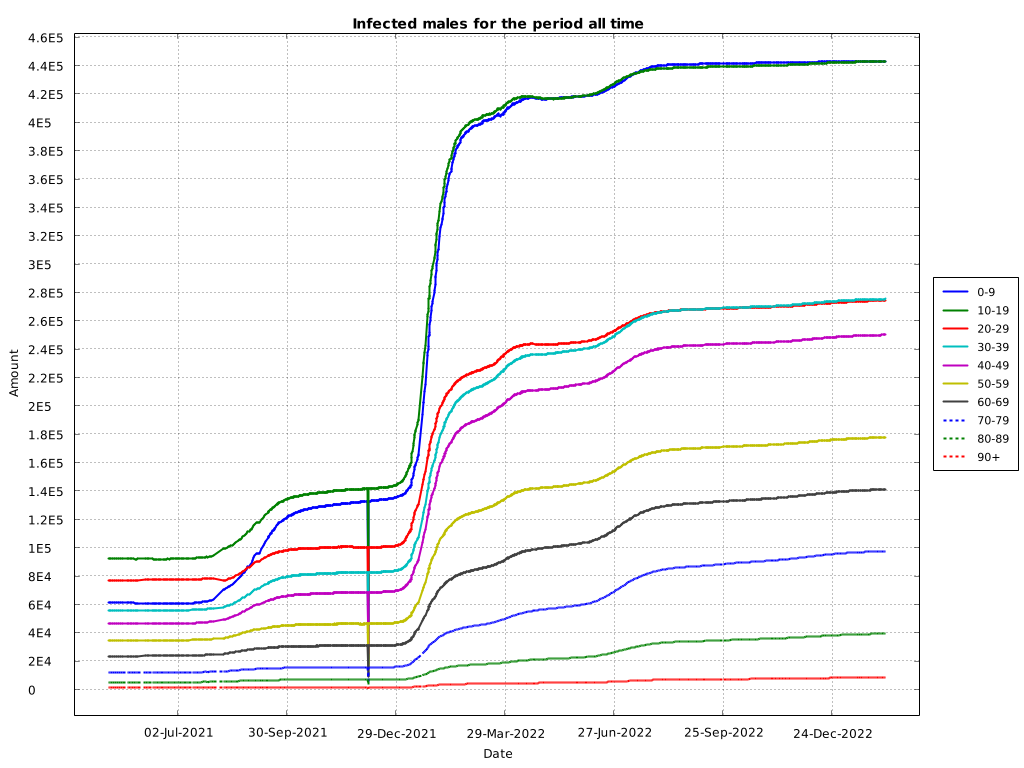 Infected males for the period all time
4.6E5
4.4E5
4.2E5
4E5
3.8E5
3.6E5
3.4E5
3.2E5
3E5
2.8E5
2.6E5
2.4E5
2.2E5
2E5
1.8E5
1.6E5
1.4E5
1.2E5
1E5
8E4
6E4
4E4
2E4
0
Amount
02-Jul-2021 30-Sep-2021 29-Dec-2021 29-Mar-2022 27-Jun-2022 25-Sep-2022 24-Dec-2022
Date
0-9
10-19
20-29
30-39
40-49
50-59
60-69
70-79
80-89
90+